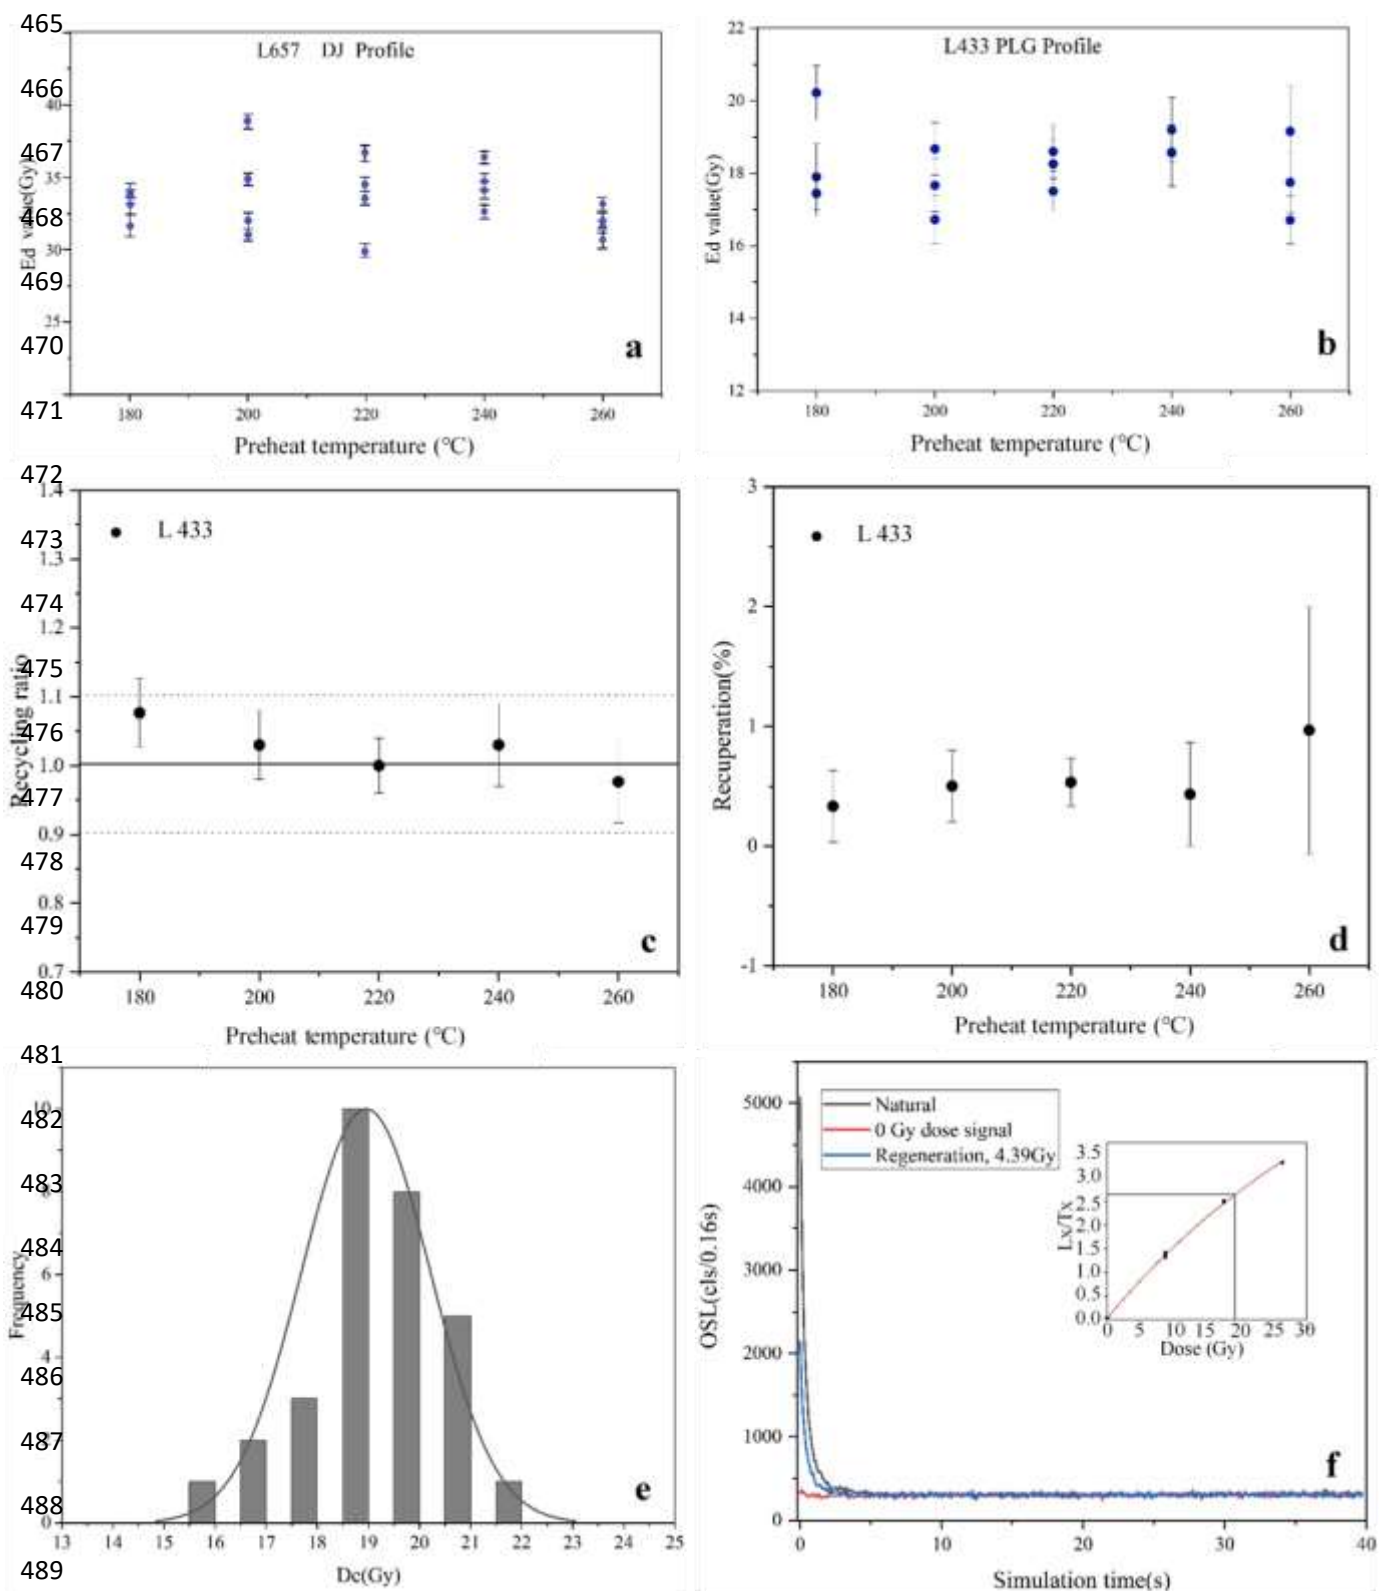 465
L657 DJ Profile
466
40
467
35
468
30
469
25
470
471
Ed value(Gy)
a
180 200 220 240 260
Preheat temperature (℃)
22
L433 PLG Profile
20
18
16
14
12
Ed value(Gy)
b
180 200 220 240 260
Preheat temperature (℃)
472
1.4
473
L 433
1.3
474
1.2
475
1.1
476
1.0
477
0.9
478
0.8
479
0.7
480
Recycling ratio
c
180 200 220 240 260
Preheat temperature (℃)
3
L 433
2
1
0
-1
Recuperation(%)
d
180 200 220 240 260
Preheat temperature (℃)
481
482
10
483
484
6
485
4
486
487
488
0
489
Frequency
e
13 14 15 16 17 18 19 20 21 22 23 24 25
De(Gy)
5000
4000
3000
2000
1000
0
OSL(cls/0.16s)
Natural
0 Gy dose signal
Regeneration, 4.39Gy
3.5
3.0
2.5
2.0
1.5
1.0
0.5
0.0
Lx/Tx
0 5 10 15 20 25 30
Dose (Gy)
f
0 10 20 30 40
Simulation time(s)